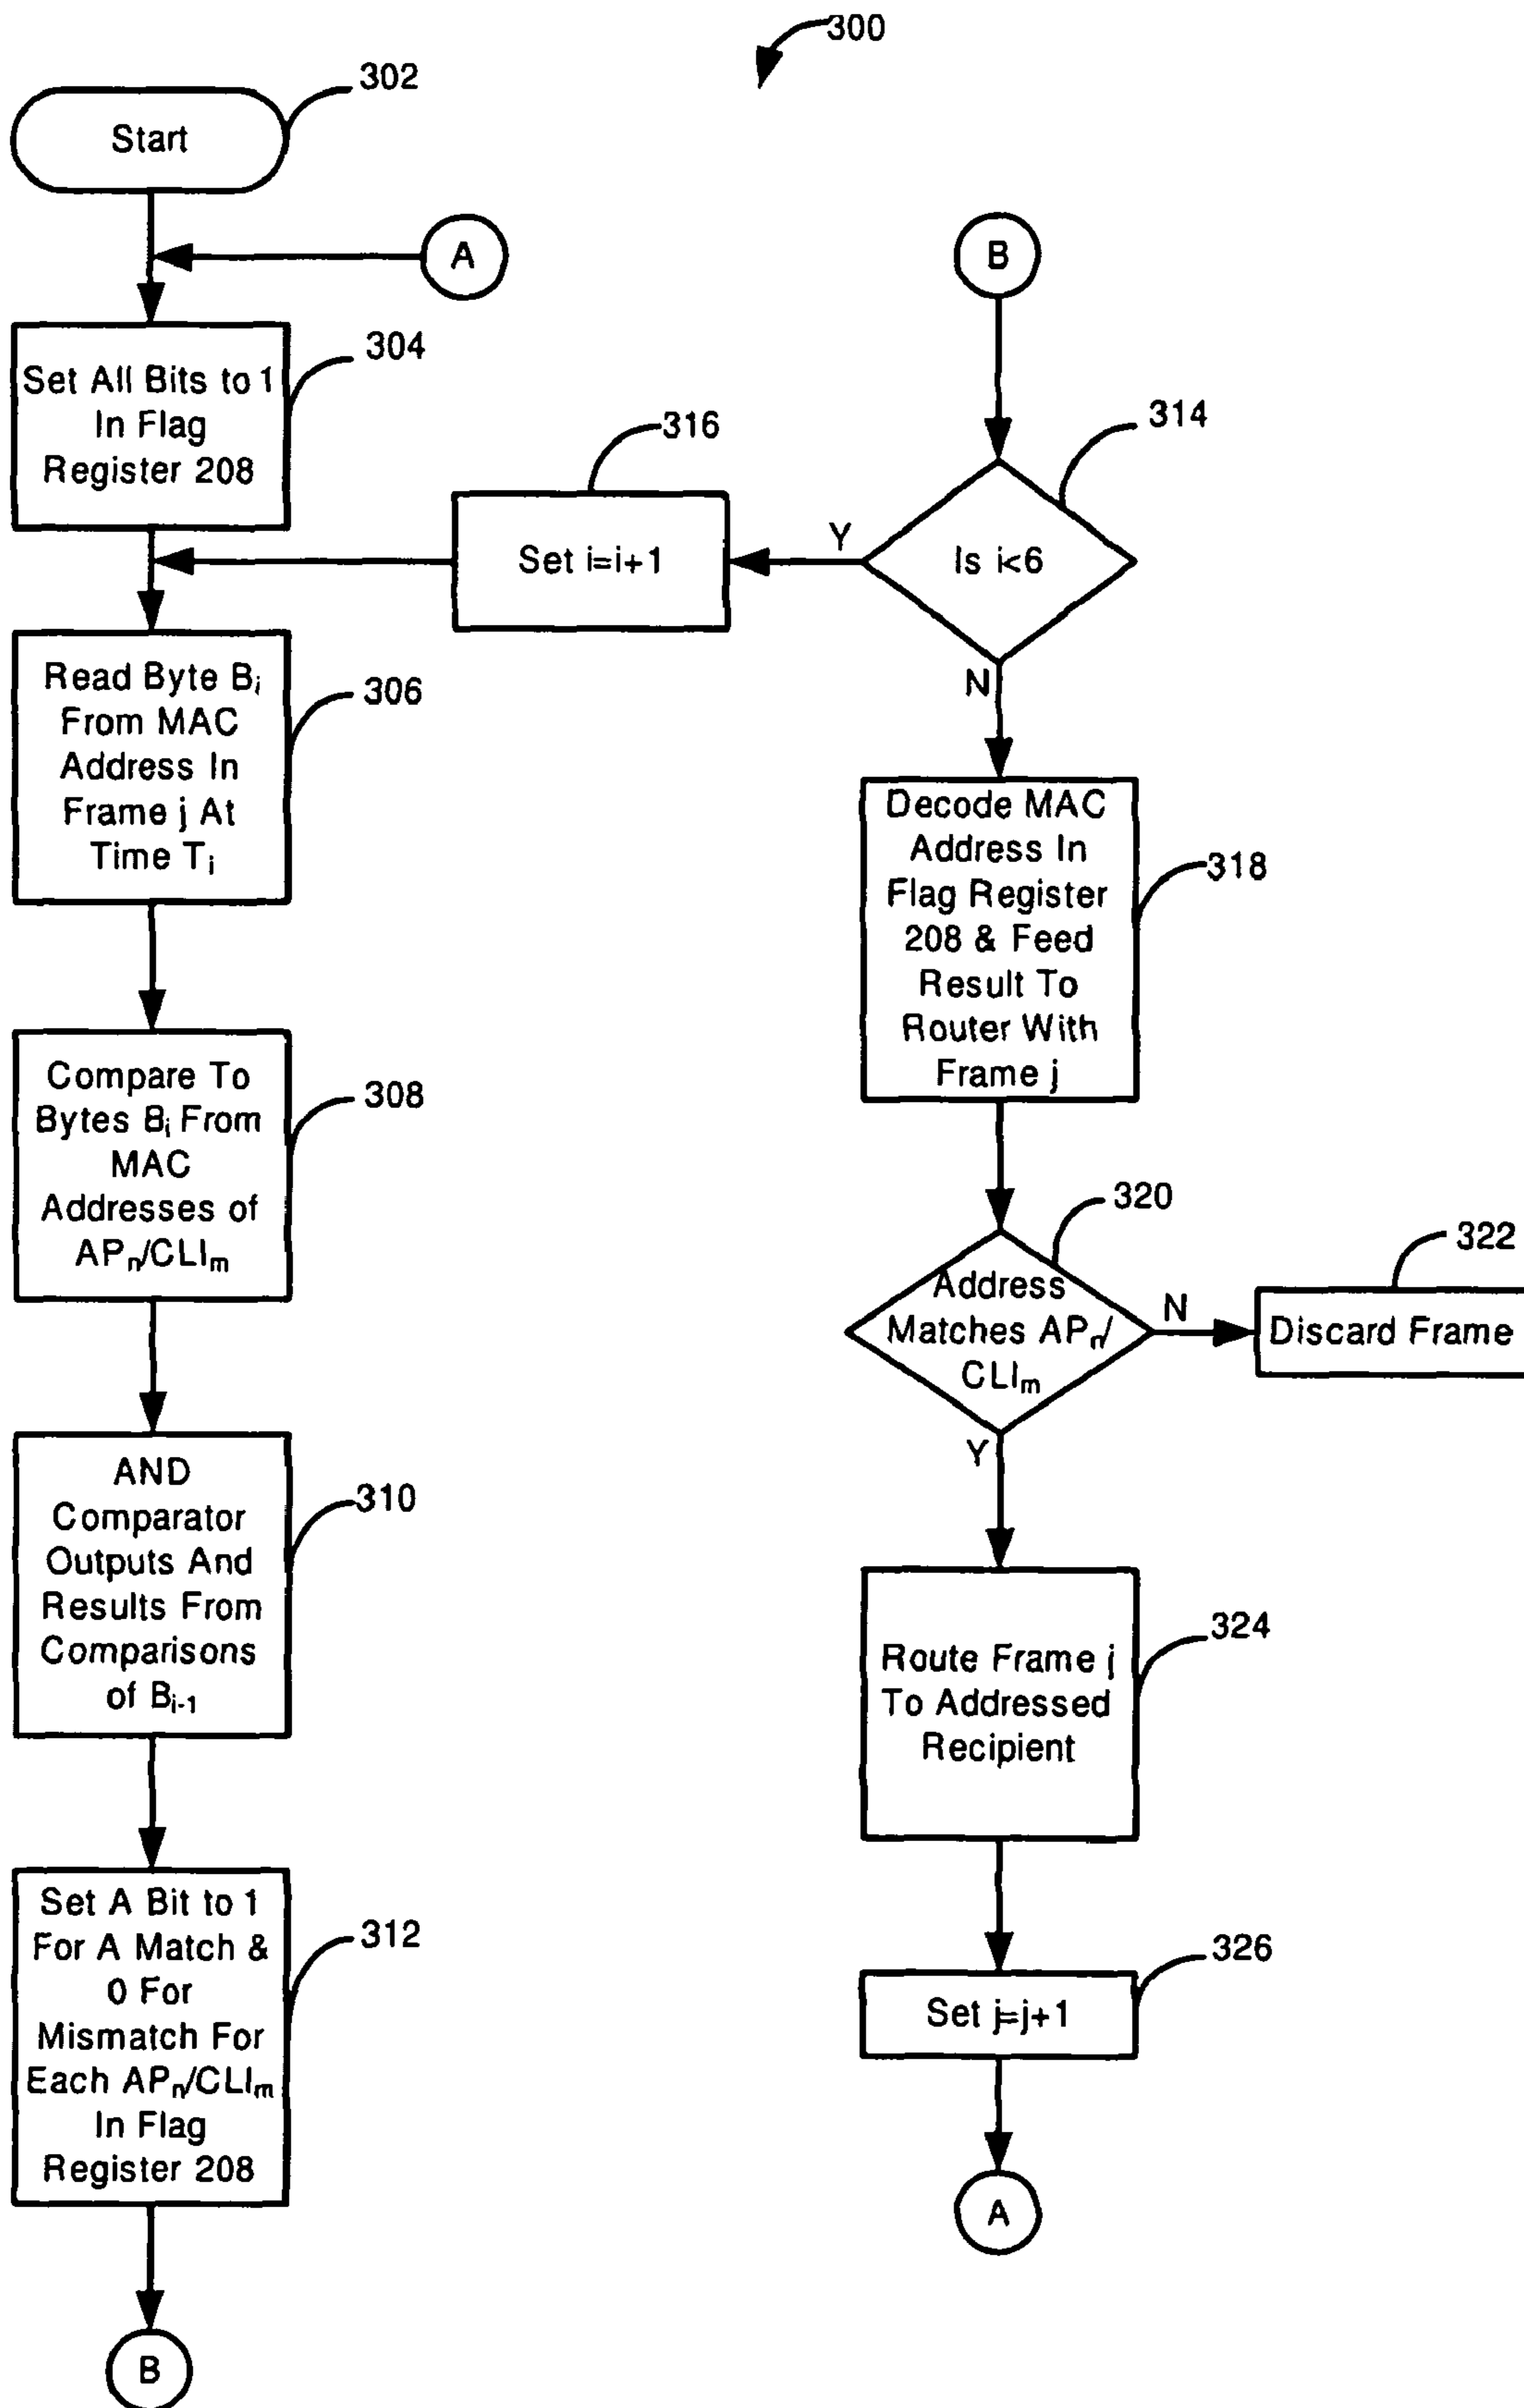 300
302
Start
A
304
Set All Bits to 1
In Flag
Register 208
306
Read Byte Bᵢ
From MAC
Address In
Frame j At
Time Tᵢ
308
Compare To
Bytes Bᵢ From
MAC
Addresses of
APₙ/CLIₘ
310
AND
Comparator
Outputs And
Results From
Comparisons
of Bᵢ₋₁
312
Set A Bit to 1
For A Match &
0 For
Mismatch For
Each APₙ/CLIₘ
In Flag
Register 208
B
B
314
Is i<6
Y
316
Set i=i+1
N
318
Decode MAC
Address In
Flag Register
208 & Feed
Result To
Router With
Frame j
320
Address
Matches APₙ/
CLIₘ
N
322
Discard Frame
Y
324
Route Frame j
To Addressed
Recipient
326
Set j=j+1
A